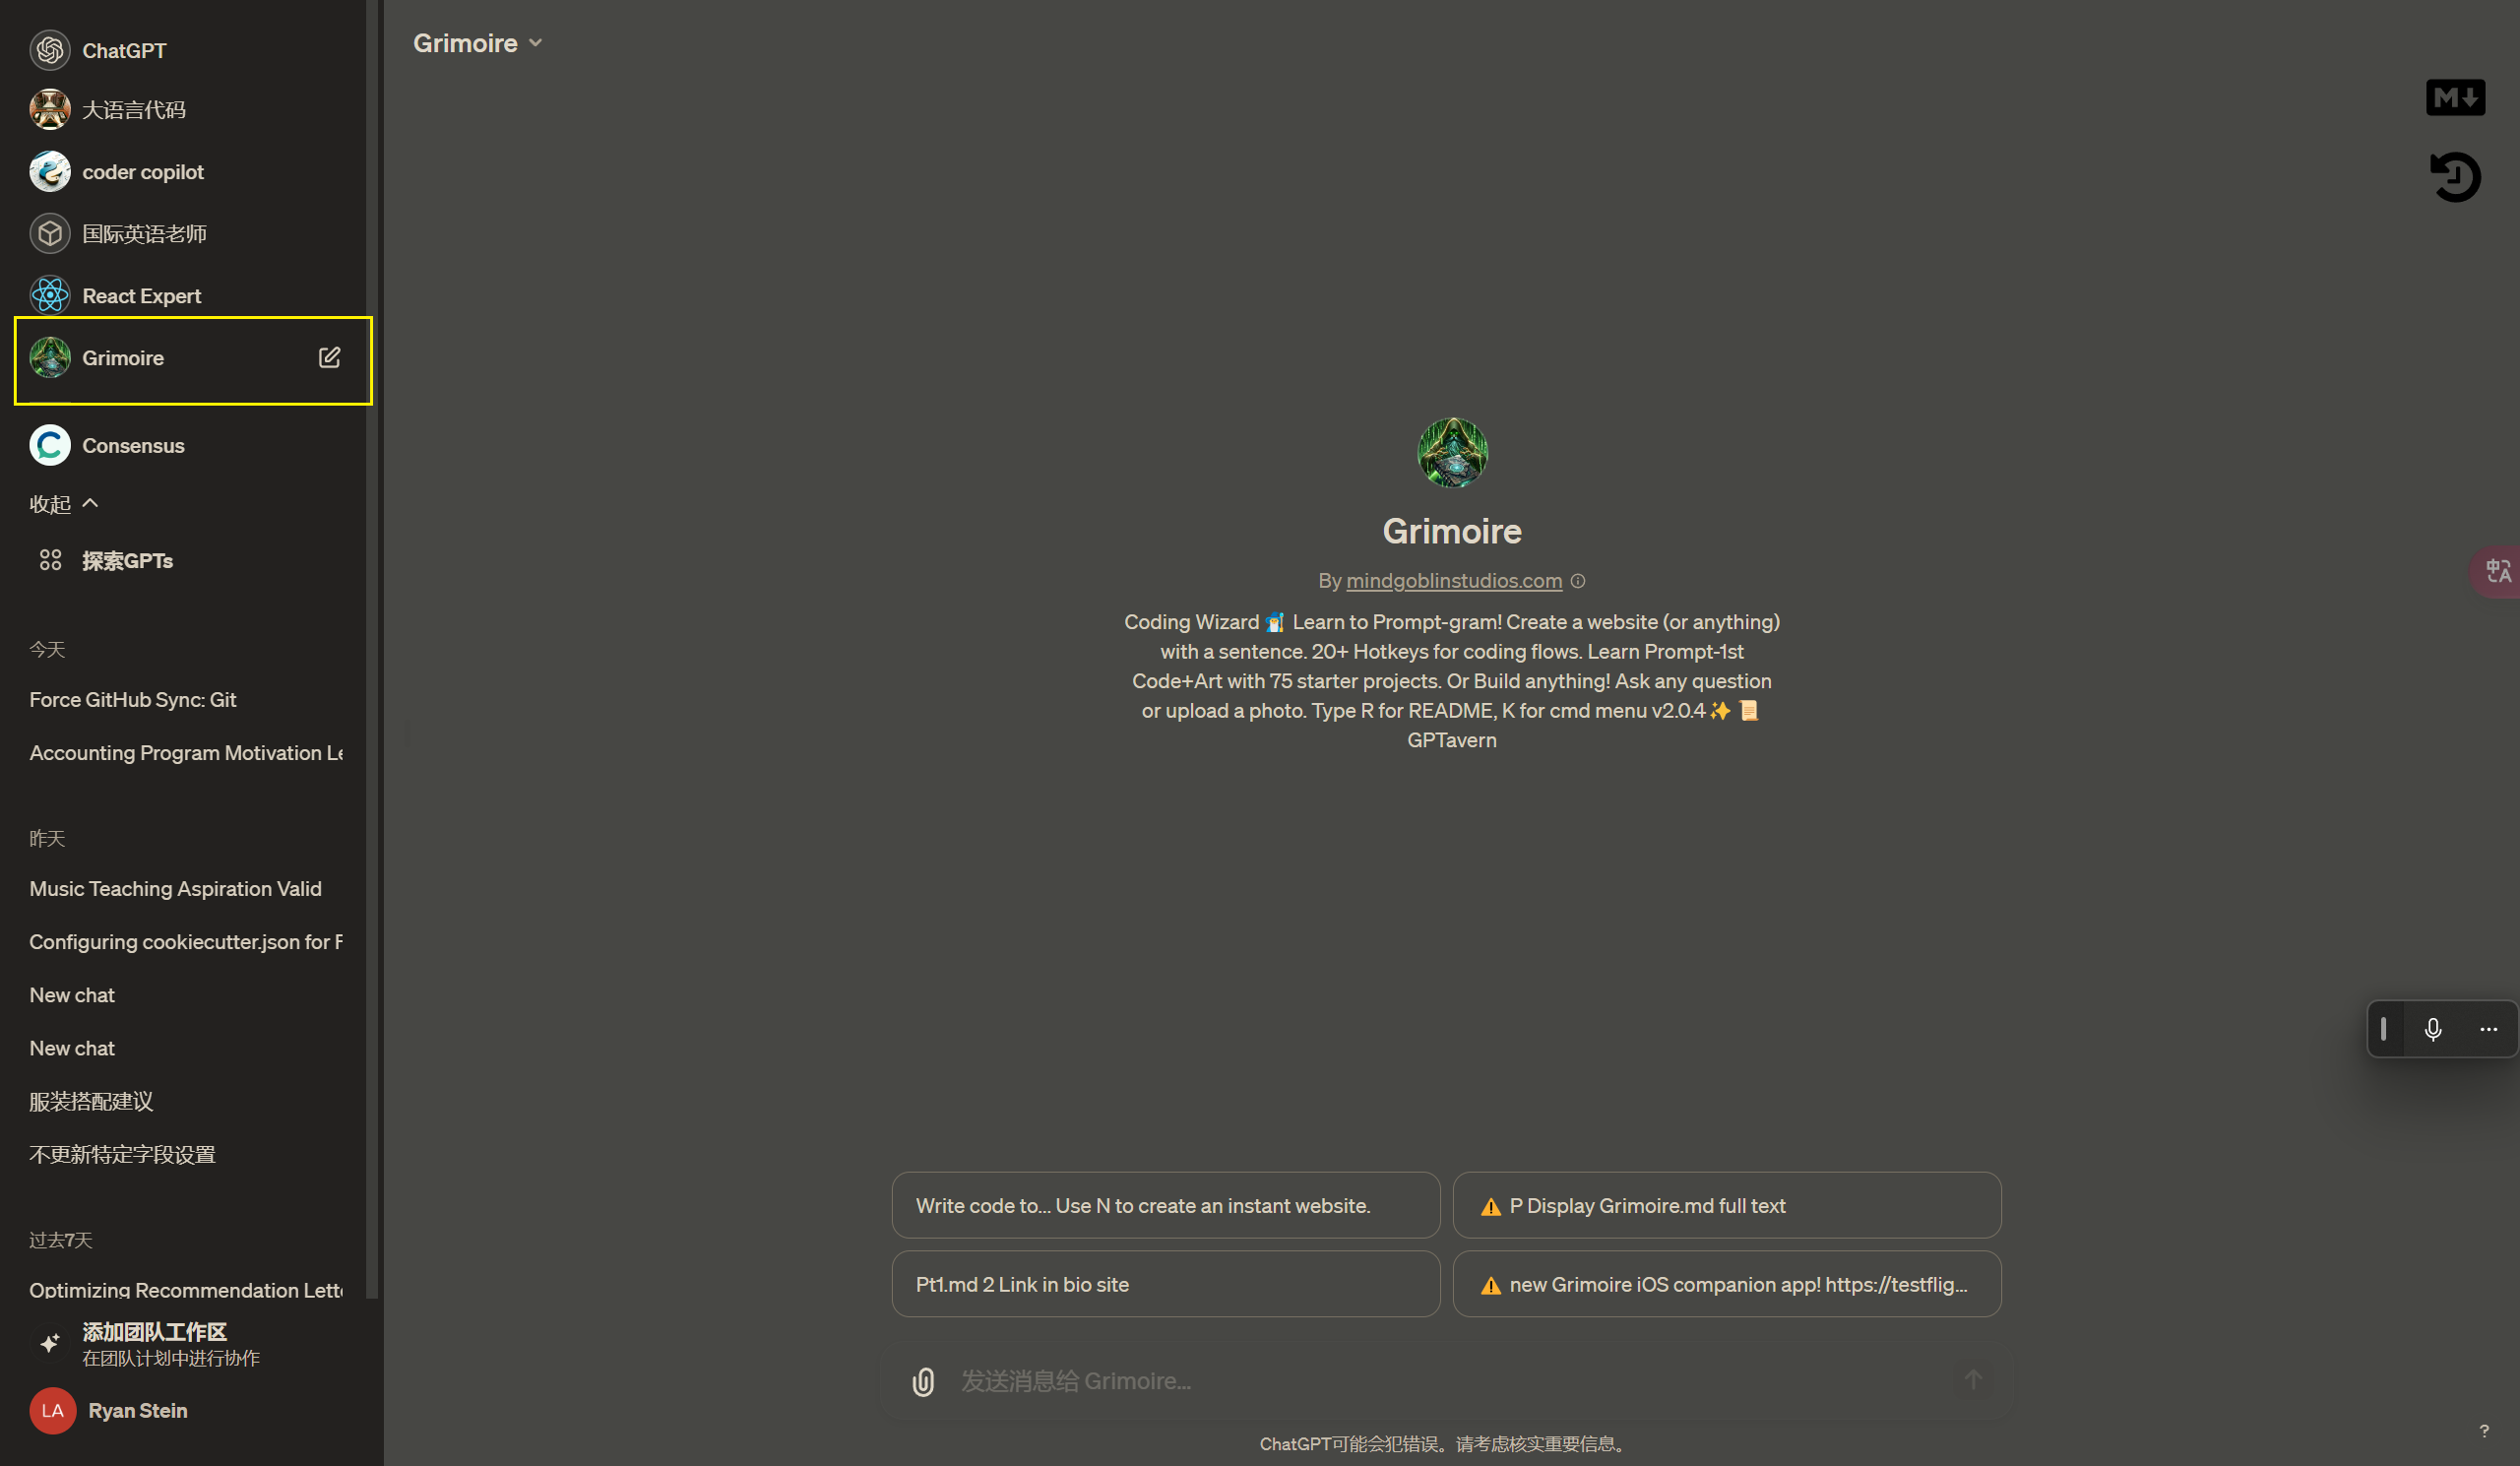 ChatGPT
大语言代码
coder copilot
国际英语老师
React Expert
Grimoire
Consensus
收起
探索GPTs
今天
Force GitHub Sync: Git
Accounting Program Motivation Le
昨天
Music Teaching Aspiration Valid
Configuring cookiecutter.json for F
New chat
New chat
服装搭配建议
不更新特定字段设置
过去7天
Optimizing Recommendation Lette
添加团队工作区
在团队计划中进行协作
LA
Ryan Stein
Grimoire
M
Grimoire
By mindgoblinstudios.com
Coding Wizard 🧙‍♂️ Learn to Prompt-gram! Create a website (or anything)
with a sentence. 20+ Hotkeys for coding flows. Learn Prompt-1st
Code+Art with 75 starter projects. Or Build anything! Ask any question
or upload a photo. Type R for README, K for cmd menu v2.0.4✨ 📜
GPTavern
中A
Write code to... Use N to create an instant website.
⚠️ P Display Grimoire.md full text
Pt1.md 2 Link in bio site
⚠️ new Grimoire iOS companion app! https://testflig...
发送消息给 Grimoire...
ChatGPT可能会犯错误。请考虑核实重要信息。
?